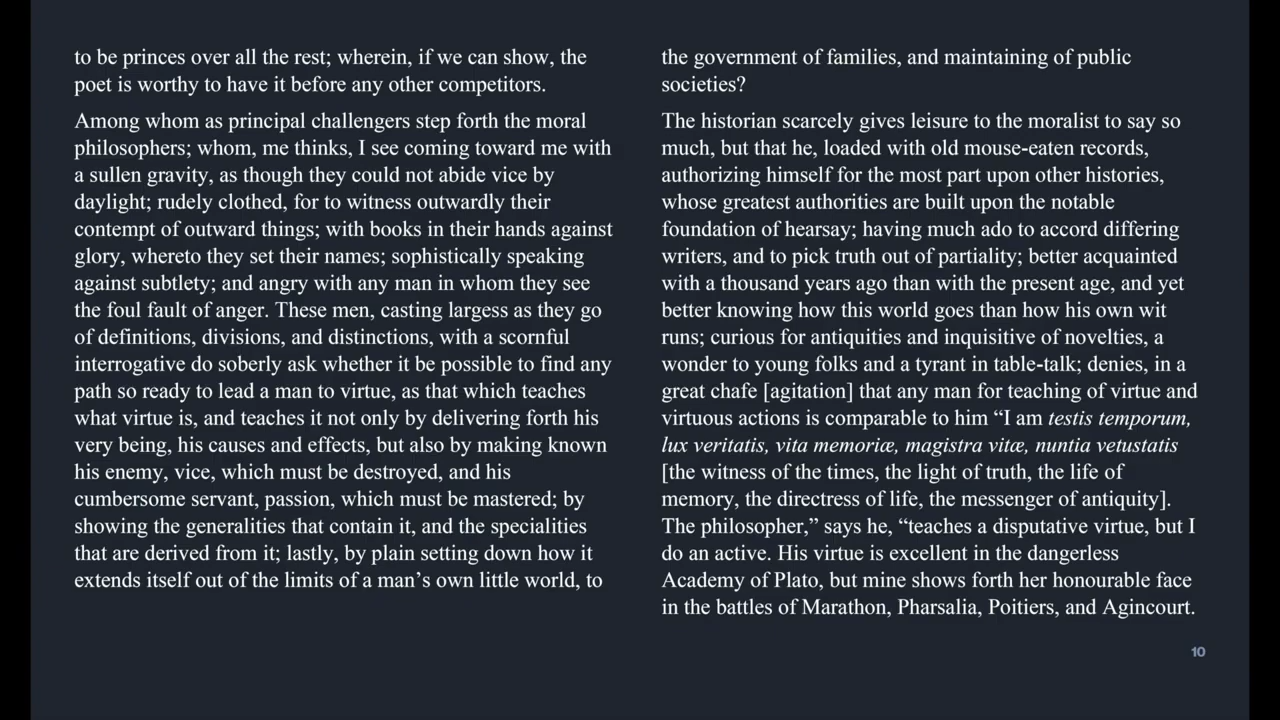 to be princes over all the rest; wherein, if we can show, the
poet is worthy to have it before any other competitors.
Among whom as principal challengers step forth the moral
philosophers; whom, me thinks, I see coming toward me with
a sullen gravity, as though they could not abide vice by
daylight; rudely clothed, for to witness outwardly their
contempt of outward things; with books in their hands against
glory, whereto they set their names; sophistically speaking
against subtlety; and angry with any man in whom they see
the foul fault of anger. These men, casting largess as they go
of definitions, divisions, and distinctions, with a scornful
interrogative do soberly ask whether it be possible to find any
path so ready to lead a man to virtue, as that which teaches
what virtue is, and teaches it not only by delivering forth his
very being, his causes and effects, but also by making known
his enemy, vice, which must be destroyed, and his
cumbersome servant, passion, which must be mastered; by
showing the generalities that contain it, and the specialities
that are derived from it; lastly, by plain setting down how it
extends itself out of the limits of a man’s own little world, to
the government of families, and maintaining of public
societies?
The historian scarcely gives leisure to the moralist to say so
much, but that he, loaded with old mouse-eaten records,
authorizing himself for the most part upon other histories,
whose greatest authorities are built upon the notable
foundation of hearsay; having much ado to accord differing
writers, and to pick truth out of partiality; better acquainted
with a thousand years ago than with the present age, and yet
better knowing how this world goes than how his own wit
runs; curious for antiquities and inquisitive of novelties, a
wonder to young folks and a tyrant in table-talk; denies, in a
great chafe [agitation] that any man for teaching of virtue and
virtuous actions is comparable to him “I am testis temporum,
lux veritatis, vita memoriæ, magistra vitæ, nuntia vetustatis
[the witness of the times, the light of truth, the life of
memory, the directress of life, the messenger of antiquity].
The philosopher,” says he, “teaches a disputative virtue, but I
do an active. His virtue is excellent in the dangerless
Academy of Plato, but mine shows forth her honourable face
in the battles of Marathon, Pharsalia, Poitiers, and Agincourt.
10